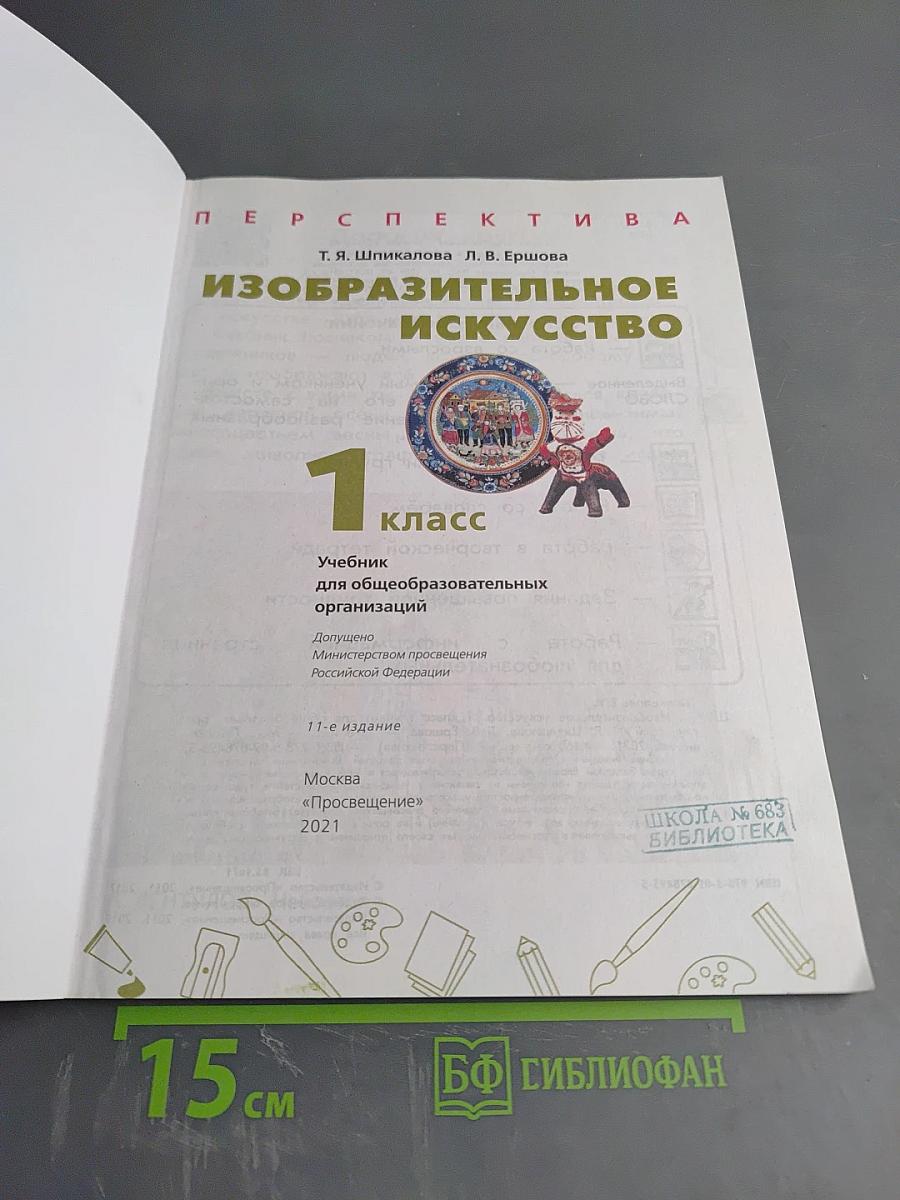 ПЕРСПЕКТИВА
Т. Я. Шпикалова Л. В. Ершова
ИЗОБРАЗИТЕЛЬНОЕ
ИСКУССТВО
1 класс
Учебник
для общеобразовательных
организаций
Допущено
Министерством просвещения
Российской Федерации
11-е издание
Москва
«Просвещение»
2021
ШКОЛА № 683
БИБЛИОТЕКА
15 см
БФ БИБЛИОФАН